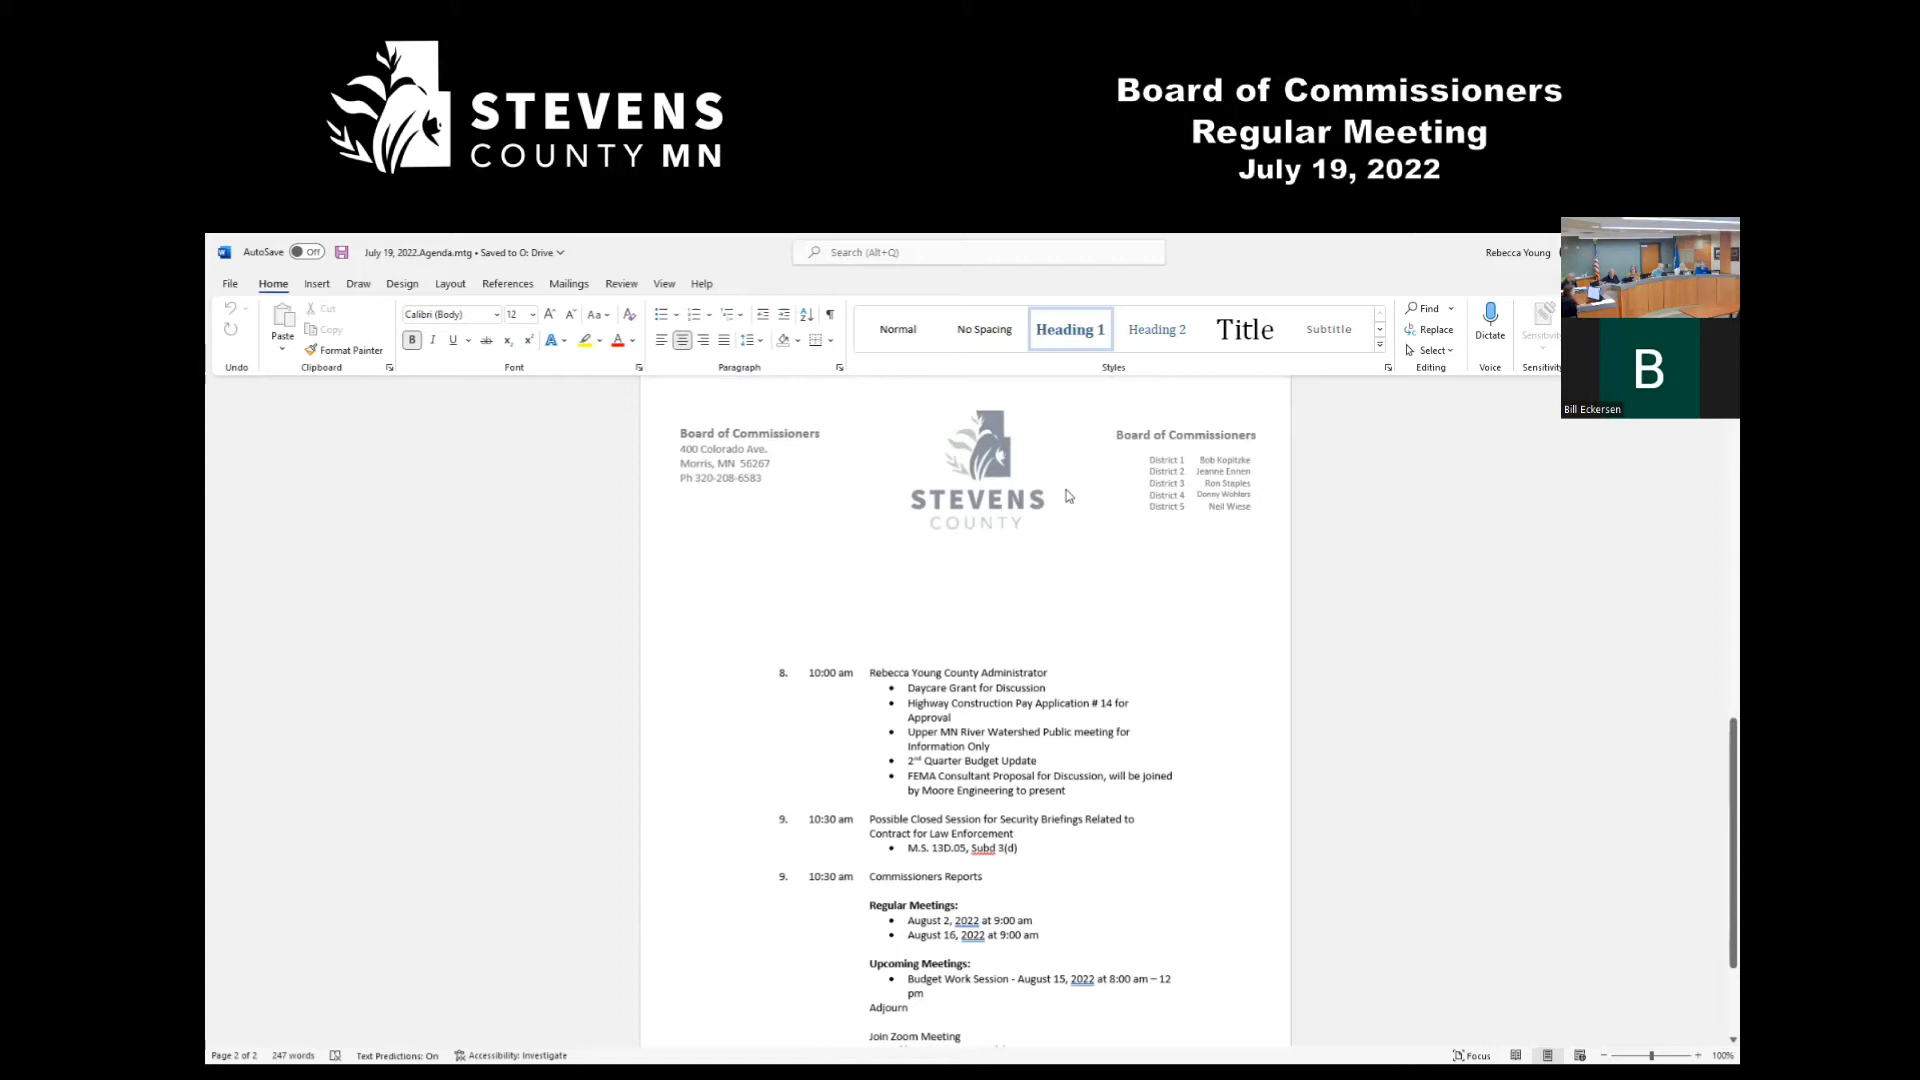 STEVENS
COUNTY MN
Board of Commissioners
Regular Meeting
July 19, 2022
AutoSave Off July 19, 2022.Agenda.mtg • Saved to O: Drive Search (Alt+Q) Rebecca Young
File Home Insert Draw Design Layout References Mailings Review View Help
Cut
Copy
Paste
Format Painter
Calibri (Body) 12
Normal No Spacing Heading 1 Heading 2 Title Subtitle
Find
Replace
Select
Dictate
Undo Clipboard Font Paragraph Styles Editing Voice
B
Bill Eckersen
Board of Commissioners
400 Colorado Ave.
Morris, MN 56267
Ph 320-208-6583
STEVENS
COUNTY
Board of Commissioners
District 1 Bob Kopitzke
District 2 Jeanne Ennen
District 3 Ron Staples
District 4 Donny Wohlers
District 5 Neil Wiese
8. 10:00 am Rebecca Young County Administrator
• Daycare Grant for Discussion
• Highway Construction Pay Application # 14 for
Approval
• Upper MN River Watershed Public meeting for
Information Only
• 2nd Quarter Budget Update
• FEMA Consultant Proposal for Discussion, will be joined
by Moore Engineering to present
9. 10:30 am Possible Closed Session for Security Briefings Related to
Contract for Law Enforcement
• M.S. 13D.05, Subd 3(d)
9. 10:30 am Commissioners Reports
Regular Meetings:
• August 2, 2022 at 9:00 am
• August 16, 2022 at 9:00 am
Upcoming Meetings:
• Budget Work Session - August 15, 2022 at 8:00 am – 12
pm
Adjourn
Join Zoom Meeting
Page 2 of 2 247 words Text Predictions: On Accessibility: Investigate Focus 100%